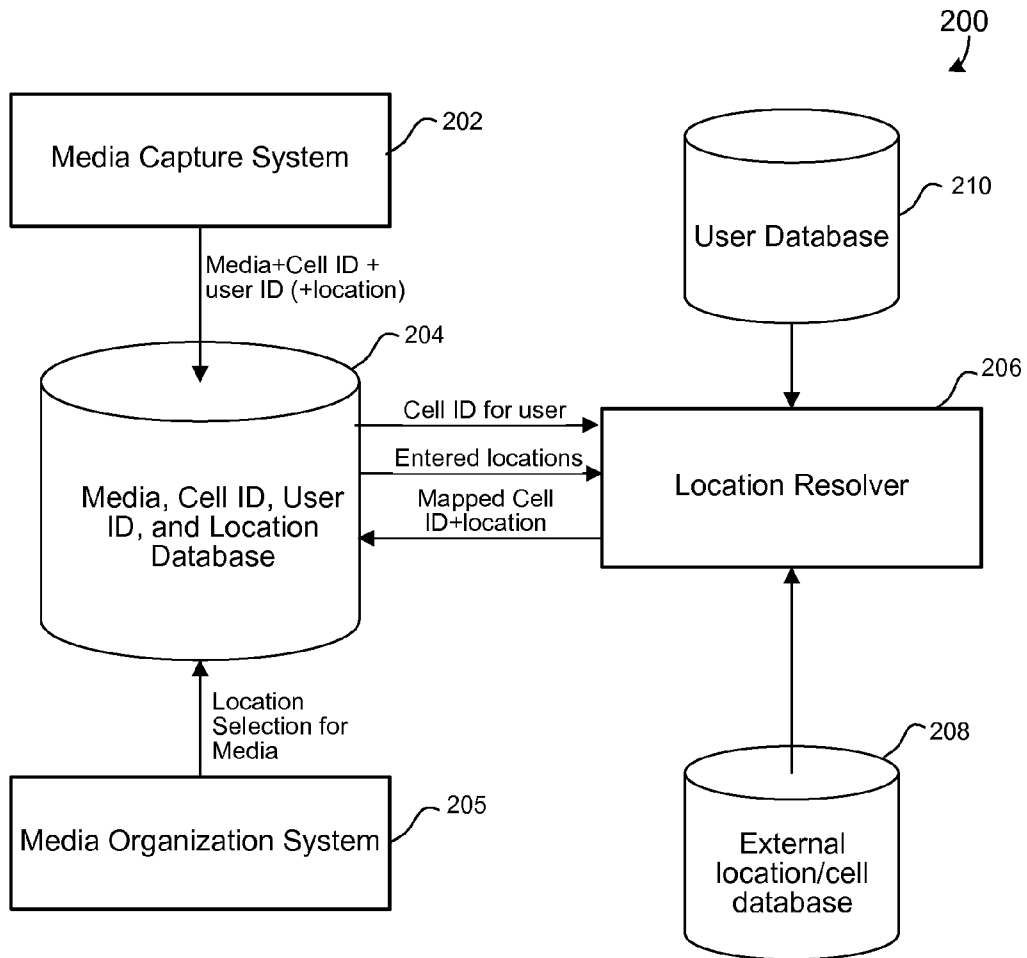 200
Media Capture System
202
User Database
210
Media+Cell ID +
user ID (+location)
204
Media, Cell ID, User
ID, and Location
Database
Cell ID for user
Entered locations
Mapped Cell
ID+location
206
Location Resolver
Location
Selection for
Media
Media Organization System
205
208
External
location/cell
database